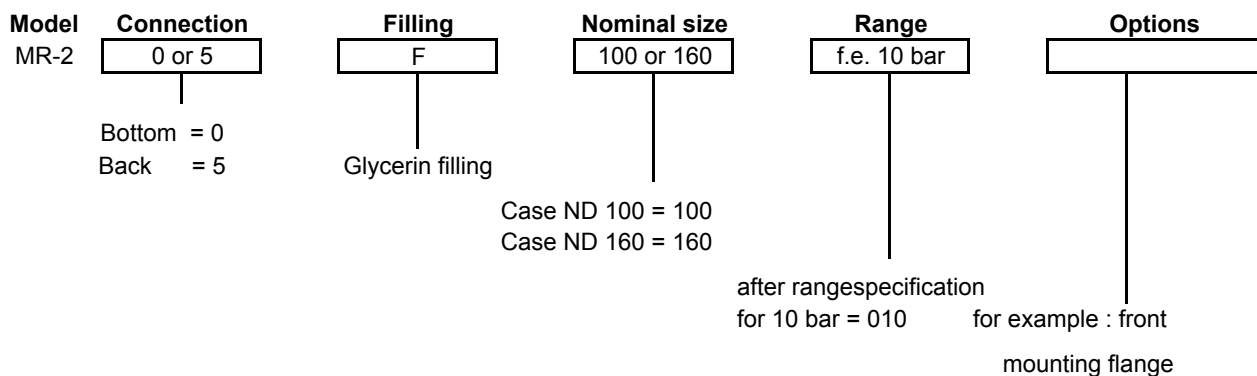 Model Connection Filling Nominal size Range Options
MR-2 0 or 5 F 100 or 160 f.e. 10 bar
Bottom = 0
Back = 5 Glycerin filling
Case ND 100 = 100
Case ND 160 = 160
after rangespecification
for 10 bar = 010 for example : front
mounting flange